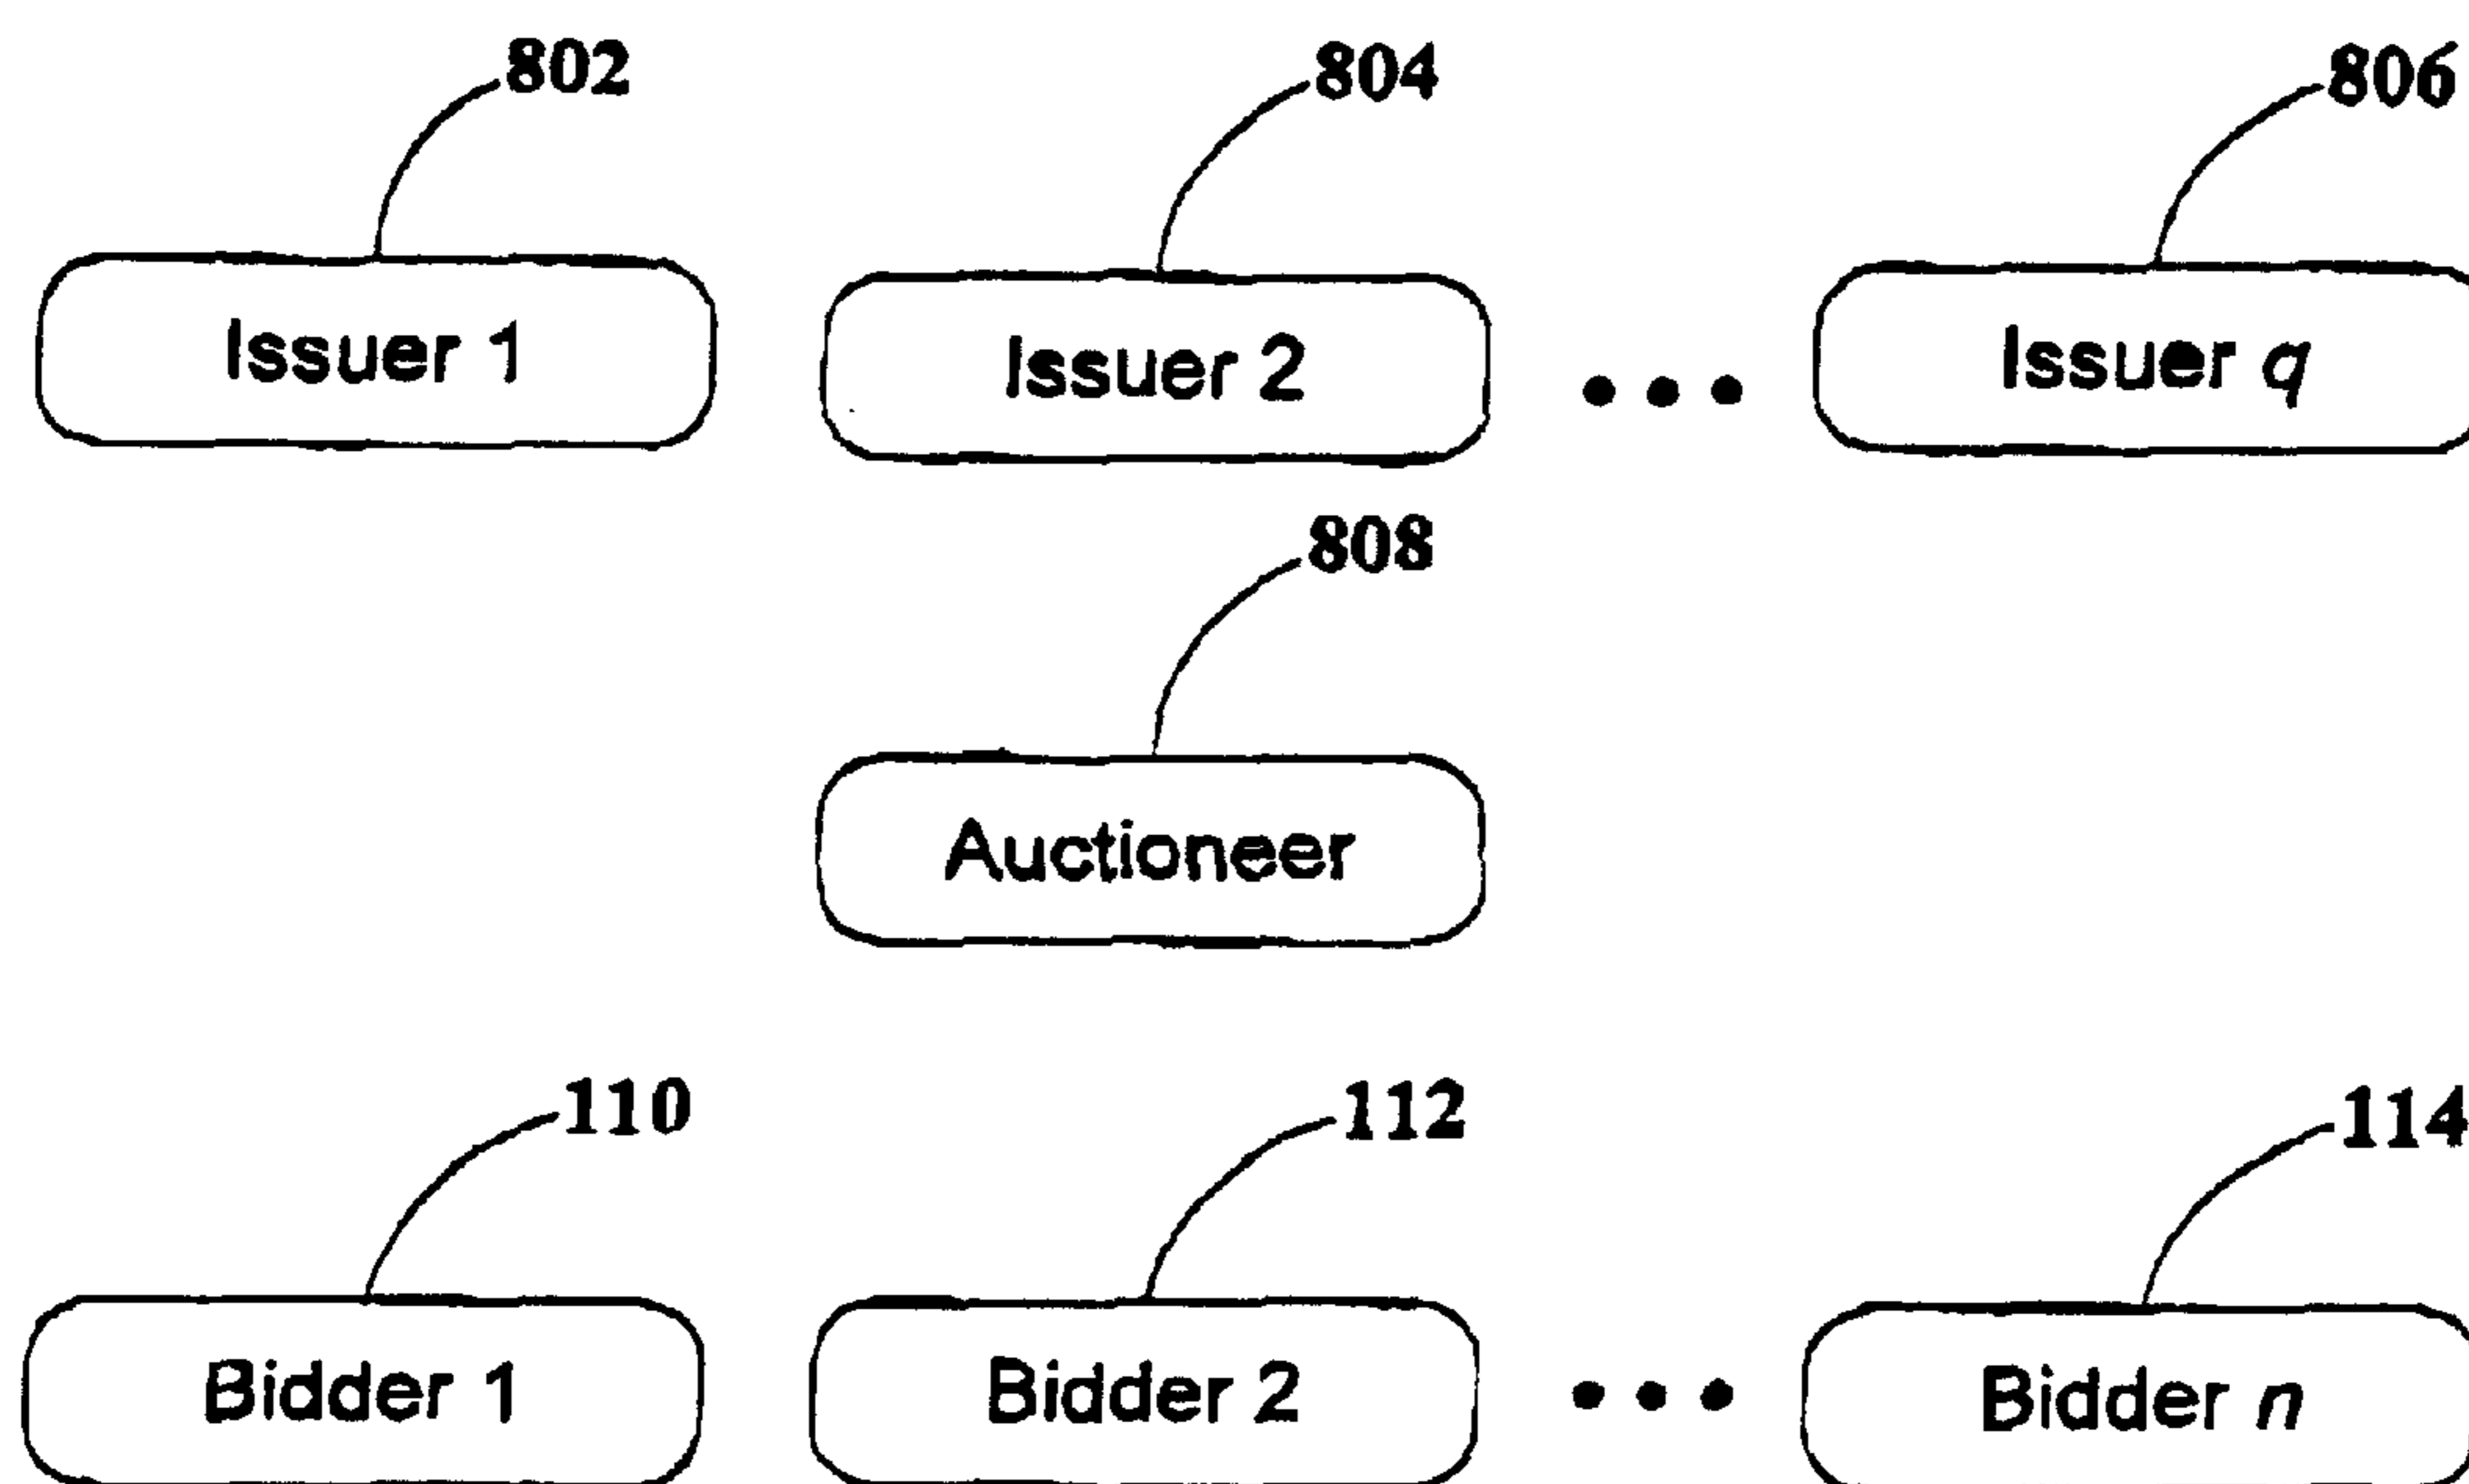 802 804 806
Issuer 1 Issuer 2 ••• Issuer q
808
Auctioneer
110 112 114
Bidder 1 Bidder 2 ••• Bidder n